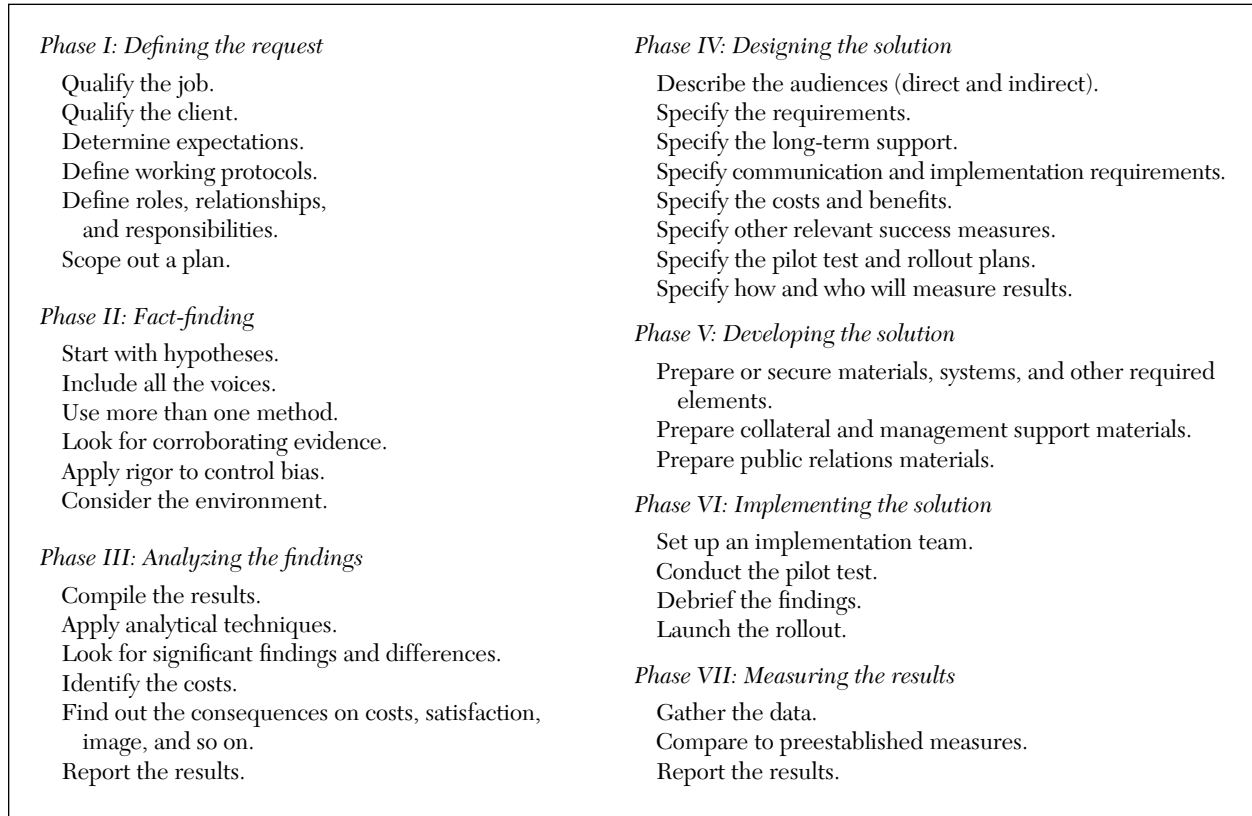 Phase I: Defining the request
Qualify the job.
Qualify the client.
Determine expectations.
Define working protocols.
Define roles, relationships,
and responsibilities.
Scope out a plan.
Phase II: Fact-finding
Start with hypotheses.
Include all the voices.
Use more than one method.
Look for corroborating evidence.
Apply rigor to control bias.
Consider the environment.
Phase III: Analyzing the findings
Compile the results.
Apply analytical techniques.
Look for significant findings and differences.
Identify the costs.
Find out the consequences on costs, satisfaction,
image, and so on.
Report the results.
Phase IV: Designing the solution
Describe the audiences (direct and indirect).
Specify the requirements.
Specify the long-term support.
Specify communication and implementation requirements.
Specify the costs and benefits.
Specify other relevant success measures.
Specify the pilot test and rollout plans.
Specify how and who will measure results.
Phase V: Developing the solution
Prepare or secure materials, systems, and other required
elements.
Prepare collateral and management support materials.
Prepare public relations materials.
Phase VI: Implementing the solution
Set up an implementation team.
Conduct the pilot test.
Debrief the findings.
Launch the rollout.
Phase VII: Measuring the results
Gather the data.
Compare to preestablished measures.
Report the results.